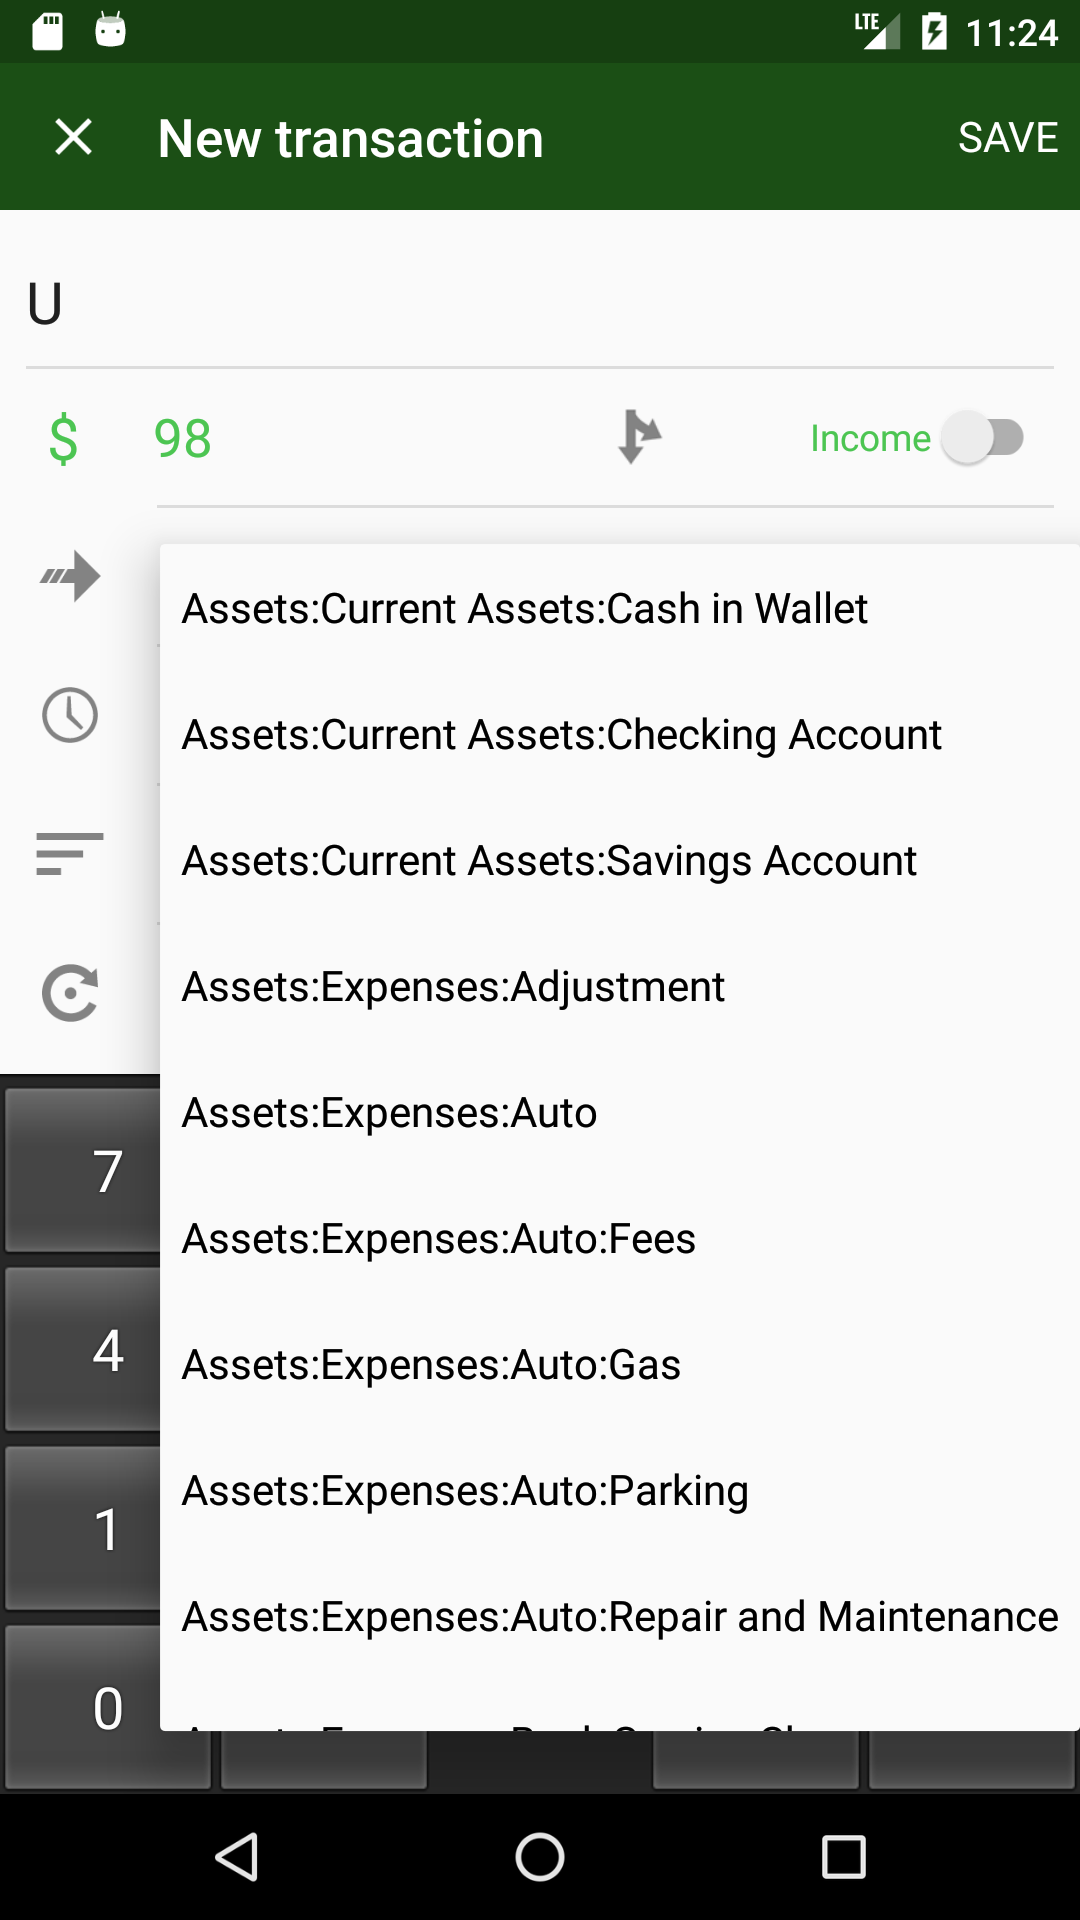 LTE 11:24
New transaction SAVE
U
$ 98 Income
Assets:Current Assets:Cash in Wallet
Assets:Current Assets:Checking Account
Assets:Current Assets:Savings Account
Assets:Expenses:Adjustment
Assets:Expenses:Auto
Assets:Expenses:Auto:Fees
7
Assets:Expenses:Auto:Gas
4
Assets:Expenses:Auto:Parking
1
Assets:Expenses:Auto:Repair and Maintenance
0